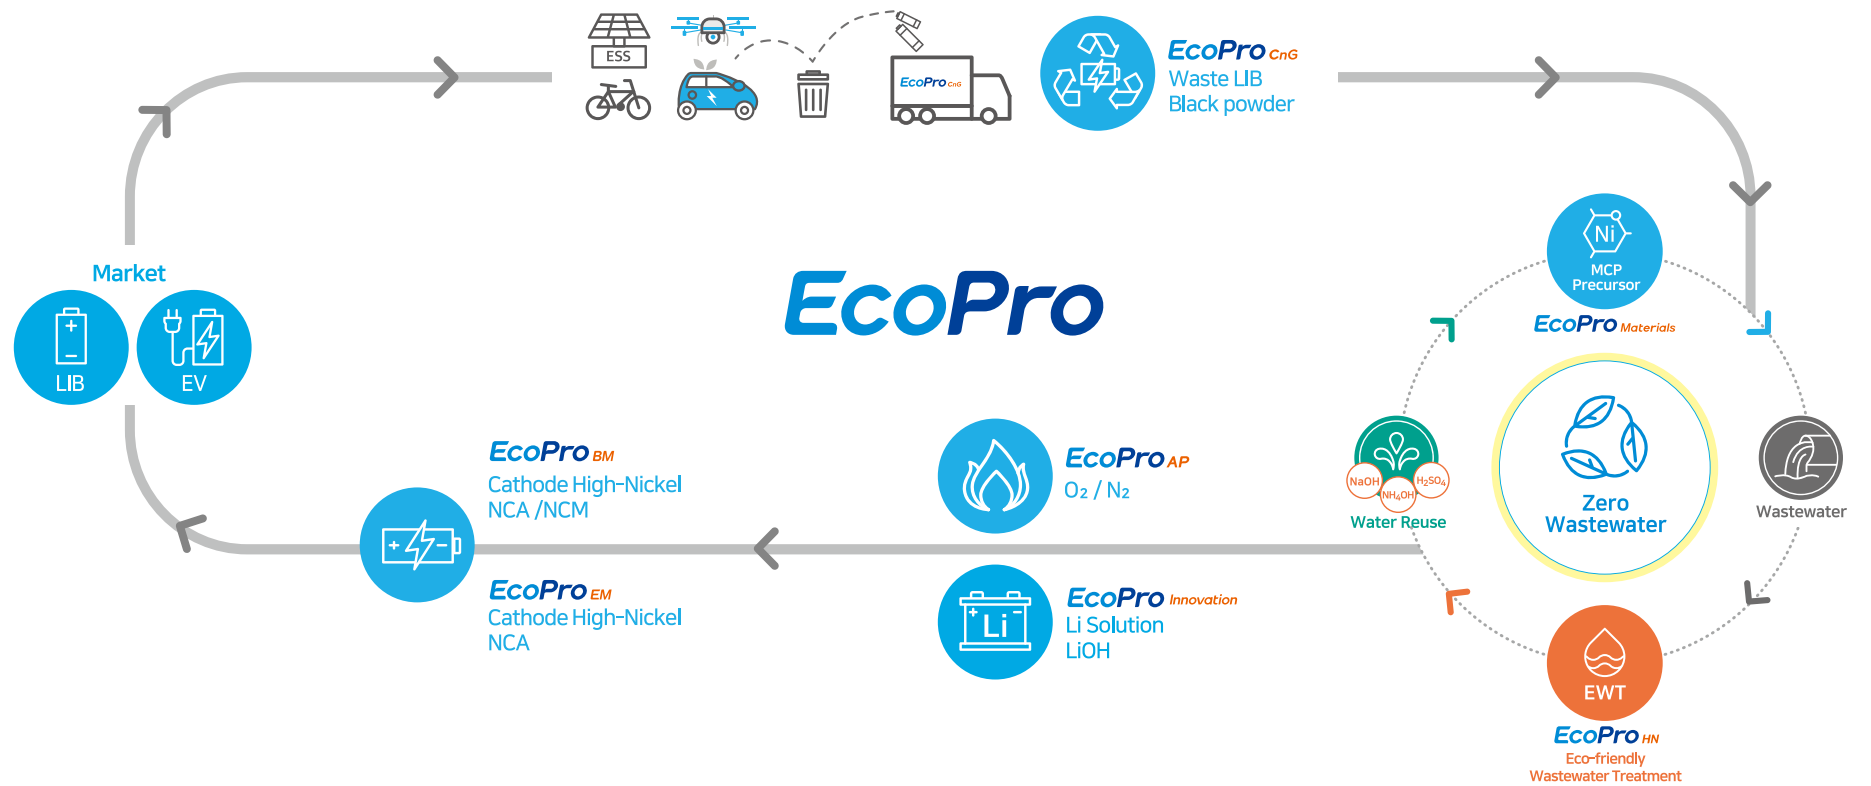 ESS
EcoPro CnG
EcoPro CnG
Waste LIB
Black powder
Market
LIB
EV
EcoPro
Ni
MCP
Precursor
EcoPro Materials
NaOH
NH₄OH
H₂SO₄
Water Reuse
Zero
Wastewater
Wastewater
EWT
EcoPro HN
Eco-friendly
Wastewater Treatment
EcoPro AP
O₂ / N₂
Li
EcoPro Innovation
Li Solution
LiOH
EcoPro BM
Cathode High-Nickel
NCA /NCM
EcoPro EM
Cathode High-Nickel
NCA